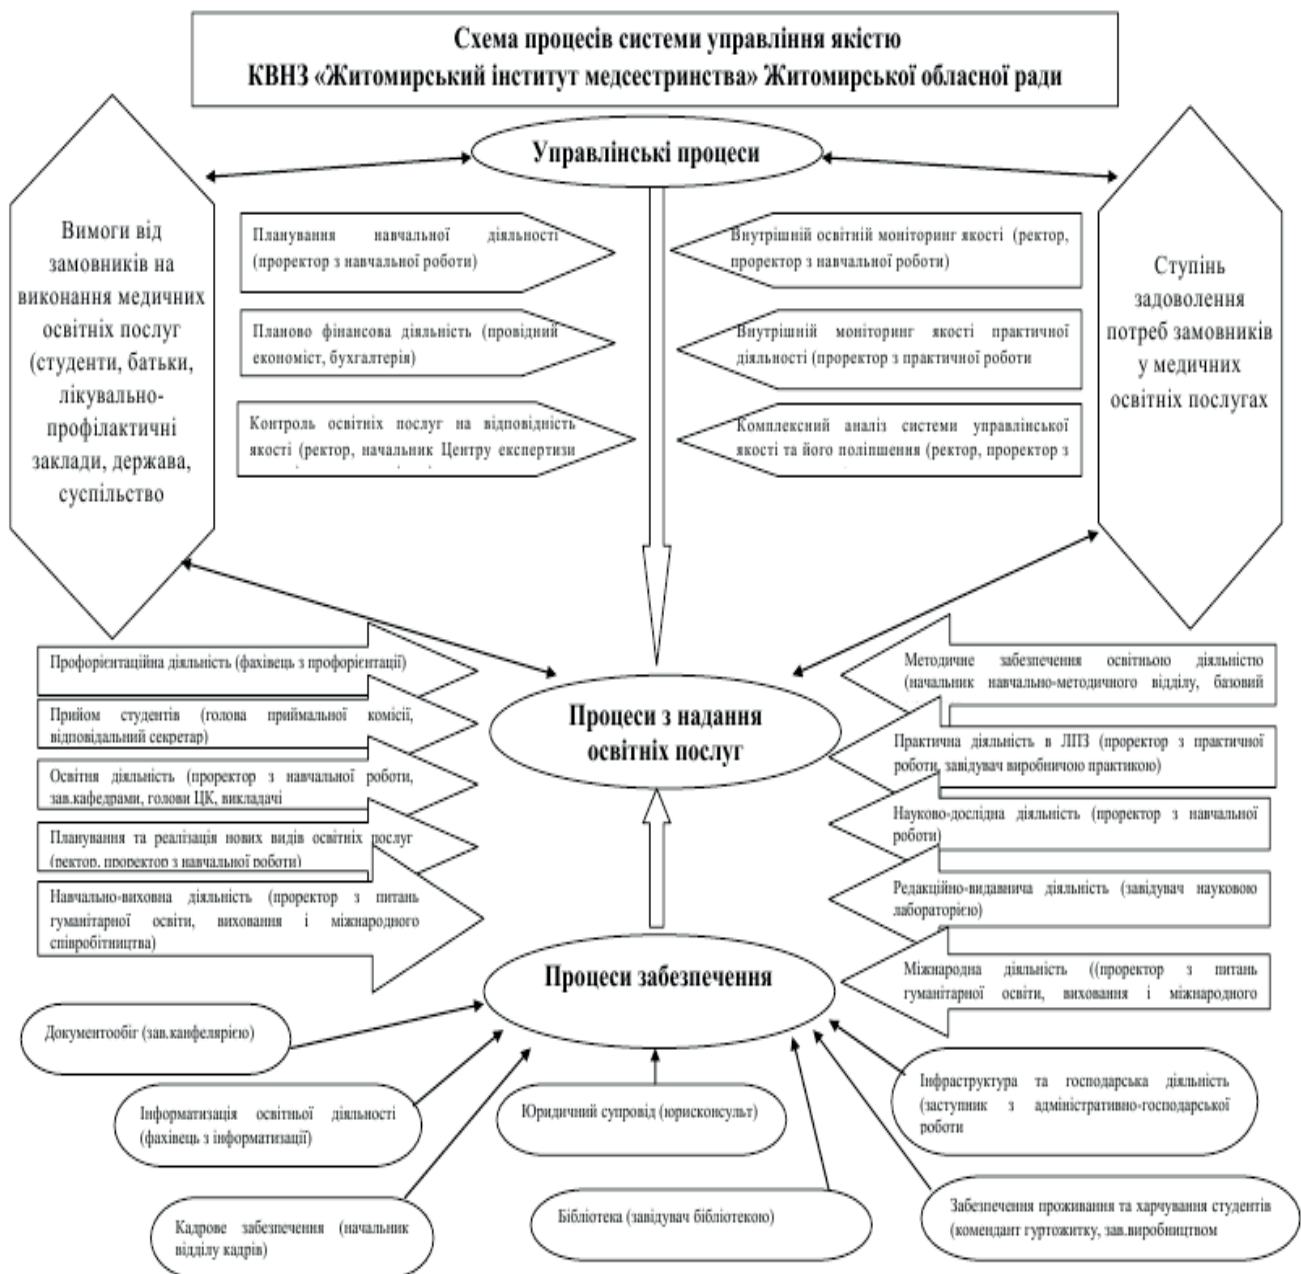 Схема процесів системи управління якістю
КВНЗ «Житомирський інститут медсестринства» Житомирської обласної ради
Управлінські процеси
Вимоги від
замовників на
виконання медичних
освітніх послуг
(студенти, батьки,
лікувально-
профілактичні
заклади, держава,
суспільство
Планування навчальної діяльності
(проректор з навчальної роботи)
Планово фінансова діяльність (провідний
економіст, бухгалтерія)
Контроль освітніх послуг на відповідність
якості (ректор, начальник Центру експертизи
Внутрішній освітній моніторинг якості (ректор,
проректор з навчальної роботи)
Внутрішній моніторинг якості практичної
діяльності (проректор з практичної роботи
Комплексний аналіз системи управлінської
якості та його поліпшення (ректор, проректор з
Ступінь
задоволення
потреб замовників
у медичних
освітніх послугах
Профорієнтаційна діяльність (фахівець з профорієнтації)
Прийом студентів (голова приймальної комісії,
відповідальний секретар)
Освітня діяльність (проректор з навчальної роботи,
зав.кафедрами, голови ЦК, викладачі
Планування та реалізація нових видів освітніх послуг
(ректор, проректор з навчальної роботи)
Навчально-виховна діяльність (проректор з питань
гуманітарної освіти, виховання і міжнародного
співробітництва)
Процеси з надання
освітніх послуг
Методичне забезпечення освітньою діяльністю
(начальник навчально-методичного відділу, базовий
Практична діяльність в ЛПЗ (проректор з практичної
роботи, завідувач виробничою практикою)
Науково-дослідна діяльність (проректор з навчальної
роботи)
Редакційно-видавнича діяльність (завідувач науковою
лабораторією)
Міжнародна діяльність ((проректор з питань
гуманітарної освіти, виховання і міжнародного
Процеси забезпечення
Документообіг (зав.канфелярією)
Інформатизація освітньої діяльності
(фахівець з інформатизації)
Кадрове забезпечення (начальник
відділу кадрів)
Юридичний супровід (юрисконсульт)
Бібліотека (завідувач бібліотекою)
Інфраструктура та господарська діяльність
(заступник з адміністративно-господарської
роботи
Забезпечення проживання та харчування студентів
(комендант гуртожитку, зав.виробництвом